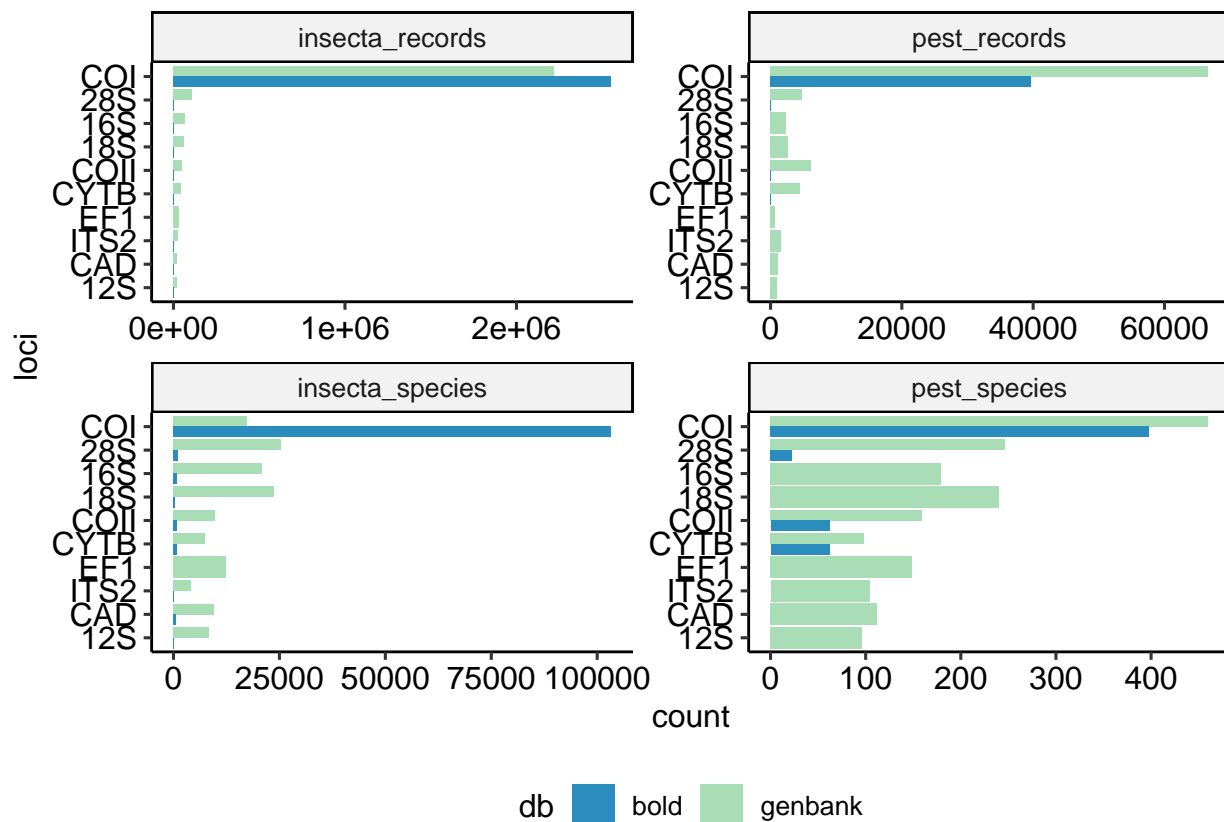 insecta_records
pest_records
COI
28S
16S
18S
COII
CYTB
EF1
ITS2
CAD
12S
0e+00 1e+06 2e+06
COI
28S
16S
18S
COII
CYTB
EF1
ITS2
CAD
12S
0 20000 40000 60000
loci
insecta_species
pest_species
COI
28S
16S
18S
COII
CYTB
EF1
ITS2
CAD
12S
0 25000 50000 75000 100000
COI
28S
16S
18S
COII
CYTB
EF1
ITS2
CAD
12S
0 100 200 300 400
count
db bold genbank